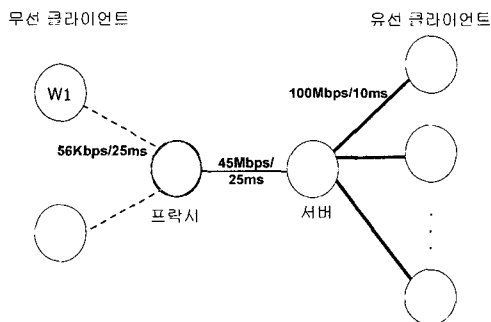 무선 클라이언트
유선 클라이언트
W1
100Mbps/10ms
56Kbps/25ms
45Mbps/
25ms
프락시
서버